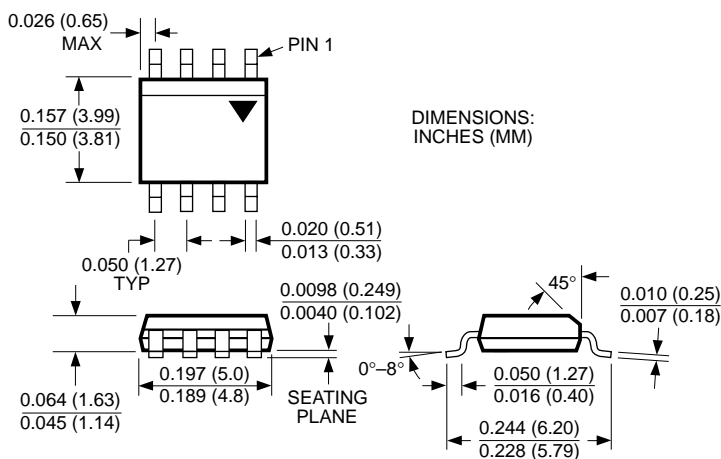 0.026 (0.65)
MAX
PIN 1
0.157 (3.99)
0.150 (3.81)
DIMENSIONS:
INCHES (MM)
0.020 (0.51)
0.013 (0.33)
0.050 (1.27)
TYP
0.0098 (0.249)
0.0040 (0.102)
45°
0.010 (0.25)
0.007 (0.18)
0°–8°
0.197 (5.0)
0.189 (4.8)
SEATING
PLANE
0.050 (1.27)
0.016 (0.40)
0.064 (1.63)
0.045 (1.14)
0.244 (6.20)
0.228 (5.79)